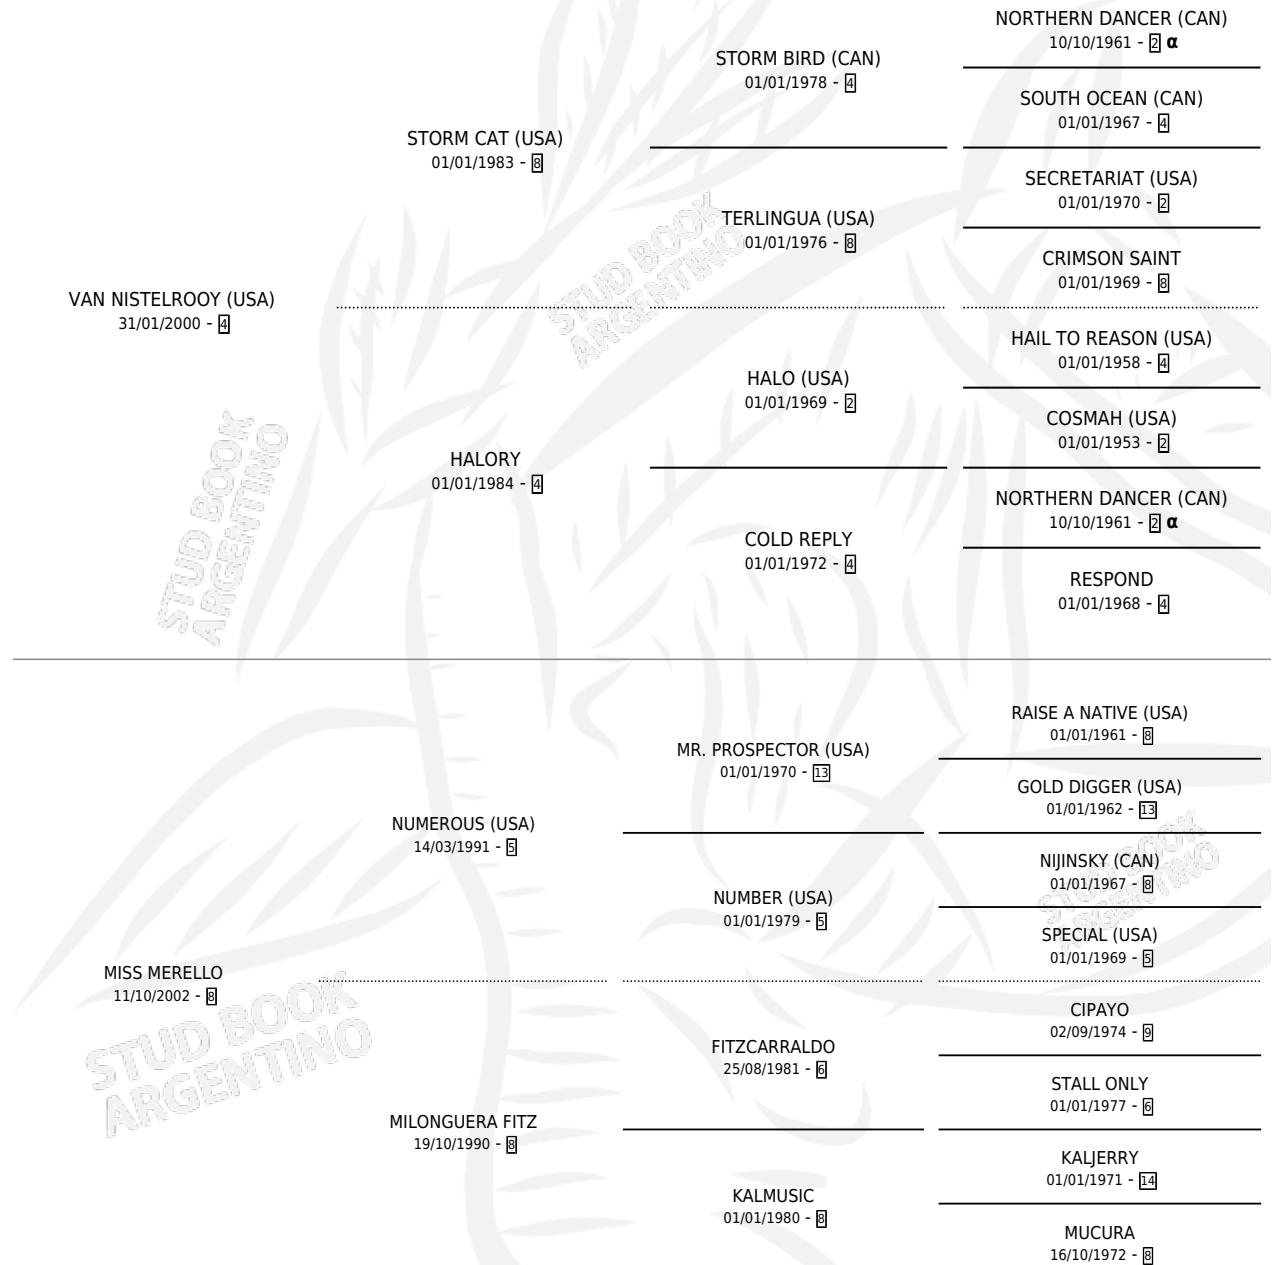 NORTHERN DANCER (CAN)
10/10/1961 - 2 α
STORM BIRD (CAN)
01/01/1978 - 4
SOUTH OCEAN (CAN)
01/01/1967 - 4
STORM CAT (USA)
01/01/1983 - 8
SECRETARIAT (USA)
01/01/1970 - 2
TERLINGUA (USA)
01/01/1976 - 8
CRIMSON SAINT
01/01/1969 - 8
VAN NISTELROOY (USA)
31/01/2000 - 4
STUD BOOK
ARGENTINO
HAIL TO REASON (USA)
01/01/1958 - 4
HALO (USA)
01/01/1969 - 2
COSMAH (USA)
01/01/1953 - 2
HALORY
01/01/1984 - 4
NORTHERN DANCER (CAN)
10/10/1961 - 2 α
COLD REPLY
01/01/1972 - 4
RESPOND
01/01/1968 - 4
STUD BOOK
ARGENTINO
RAISE A NATIVE (USA)
01/01/1961 - 8
MR. PROSPECTOR (USA)
01/01/1970 - 13
GOLD DIGGER (USA)
01/01/1962 - 13
NUMEROUS (USA)
14/03/1991 - 5
NIJINSKY (CAN)
01/01/1967 - 8
NUMBER (USA)
01/01/1979 - 5
SPECIAL (USA)
01/01/1969 - 5
STUD BOOK
ARGENTINO
MISS MERELLO
11/10/2002 - 8
CIPAYO
02/09/1974 - 9
FITZCARRALDO
25/08/1981 - 6
STALL ONLY
01/01/1977 - 6
MILONGUERA FITZ
19/10/1990 - 8
KALJERRY
01/01/1971 - 14
KALMUSIC
01/01/1980 - 8
MUCURA
16/10/1972 - 8
STUD BOOK
ARGENTINO